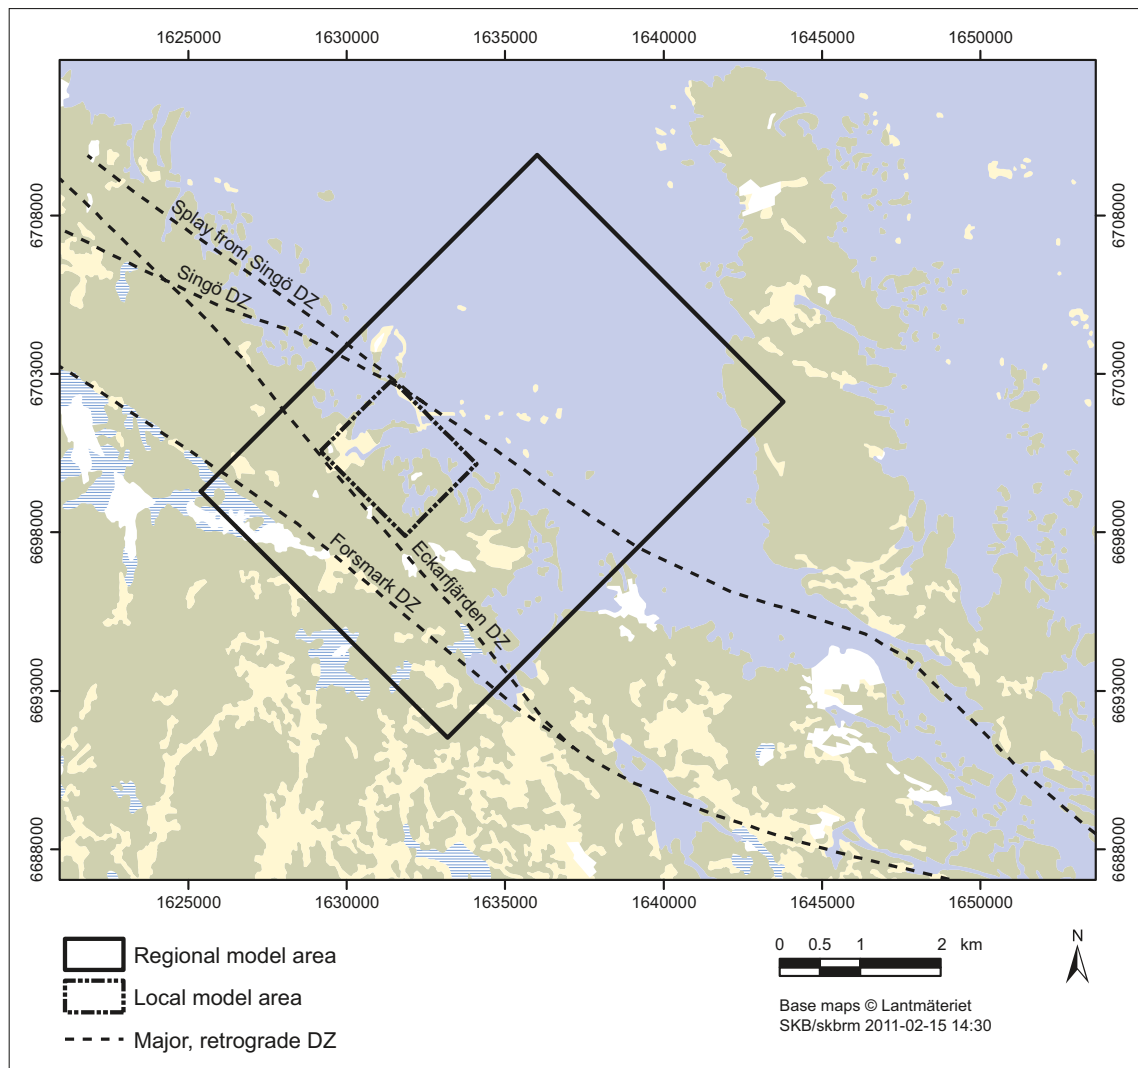 1625000 1630000 1635000 1640000 1645000 1650000
6708000 6708000
Splay from Singö DZ
Singö DZ
6703000 6703000
6698000 6698000
Forsmark DZ
Eckarfjärden DZ
6693000 6693000
6688000 6688000
1625000 1630000 1635000 1640000 1645000 1650000
Regional model area
Local model area
Major, retrograde DZ
0 0.5 1 2 km
N
Base maps © Lantmäteriet
SKB/skbrm 2011-02-15 14:30